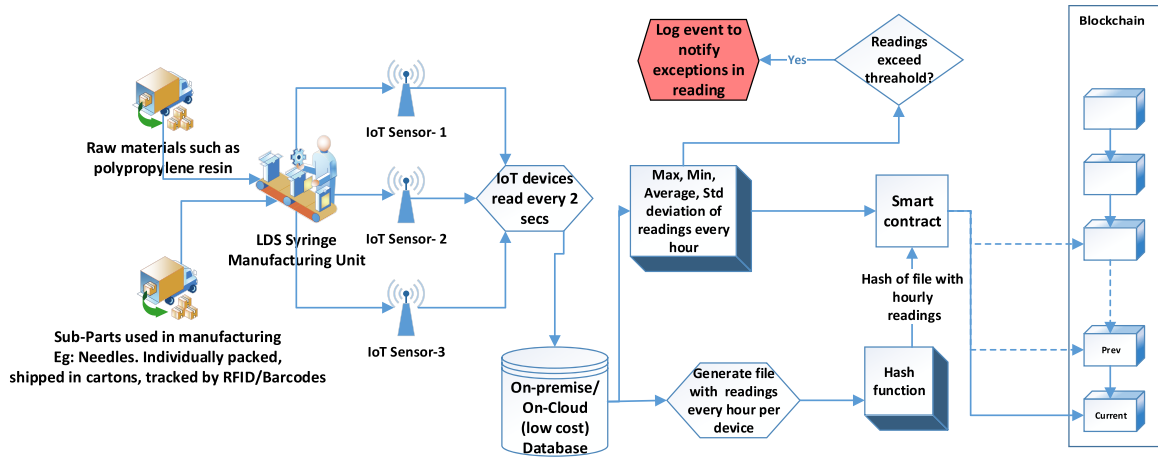 Blockchain
Log event to
notify
exceptions in
reading
Yes
Readings
exceed
threshold?
Raw materials such as
polypropylene resin
IoT Sensor- 1
IoT devices
read every 2
secs
Max, Min,
Average, Std
deviation of
readings every
hour
Smart
contract
IoT Sensor- 2
LDS Syringe
Manufacturing Unit
Hash of file with
hourly
readings
Sub-Parts used in manufacturing
Eg: Needles. Individually packed,
shipped in cartons, tracked by RFID/Barcodes
IoT Sensor-3
On-premise/
On-Cloud
(low cost)
Database
Generate file
with  readings
every hour per
device
Hash
function
Prev
Current